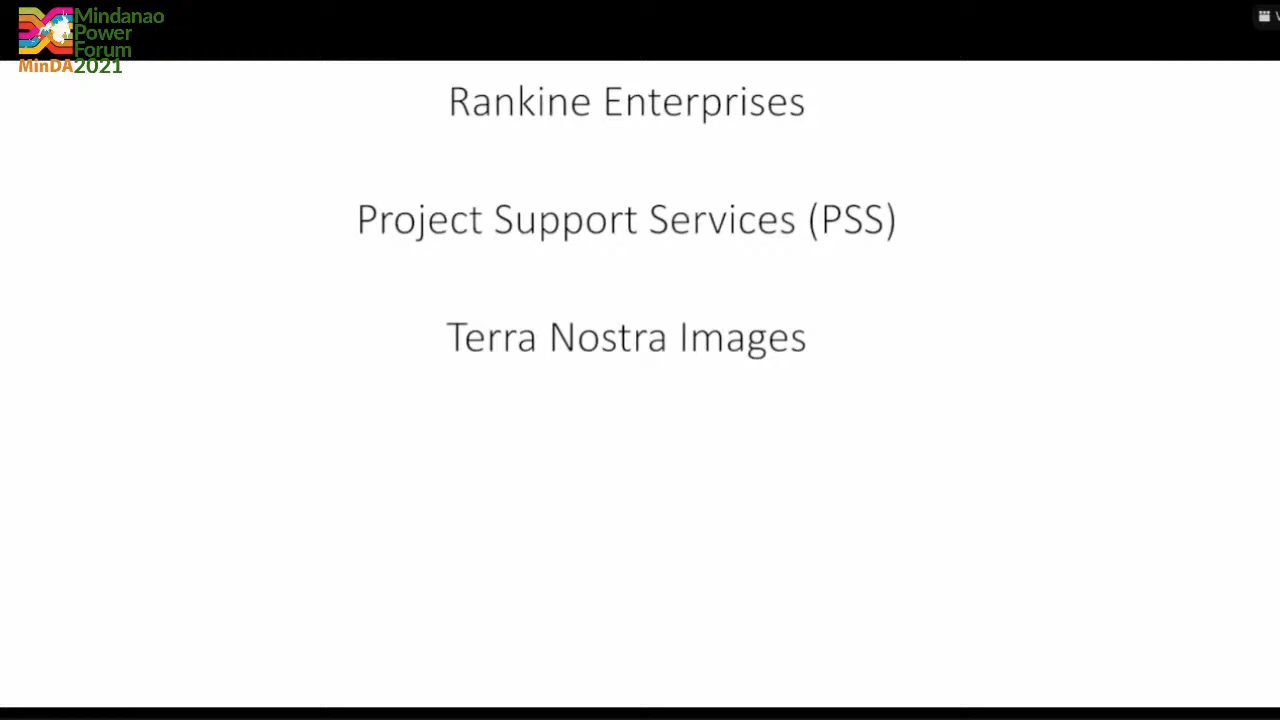 Mindanao
Power
Forum
MinDA2021
Rankine Enterprises
Project Support Services (PSS)
Terra Nostra Images